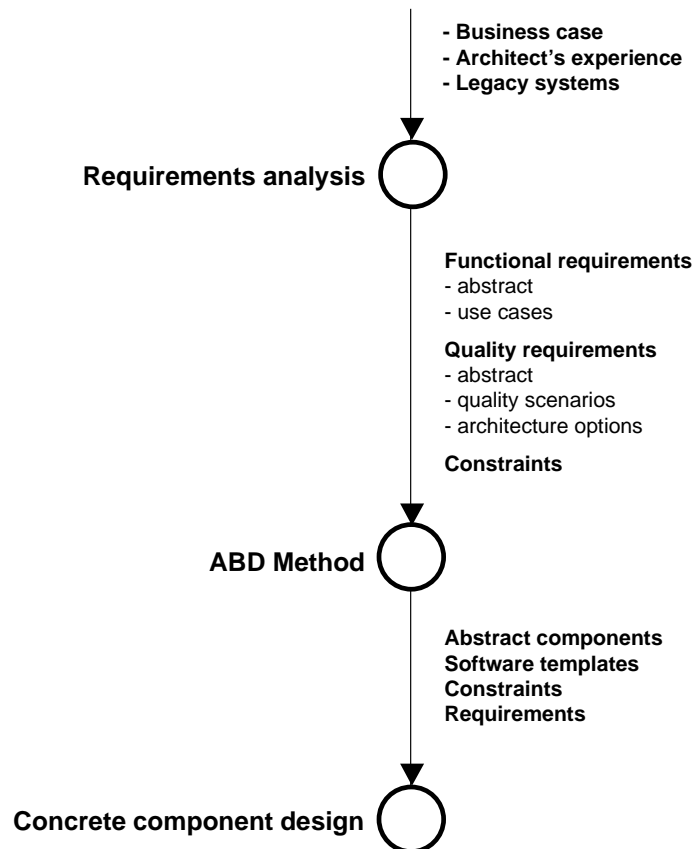 - Business case
- Architect's experience
- Legacy systems
Requirements analysis
Functional requirements
- abstract
- use cases
Quality requirements
- abstract
- quality scenarios
- architecture options
Constraints
ABD Method
Abstract components
Software templates
Constraints
Requirements
Concrete component design